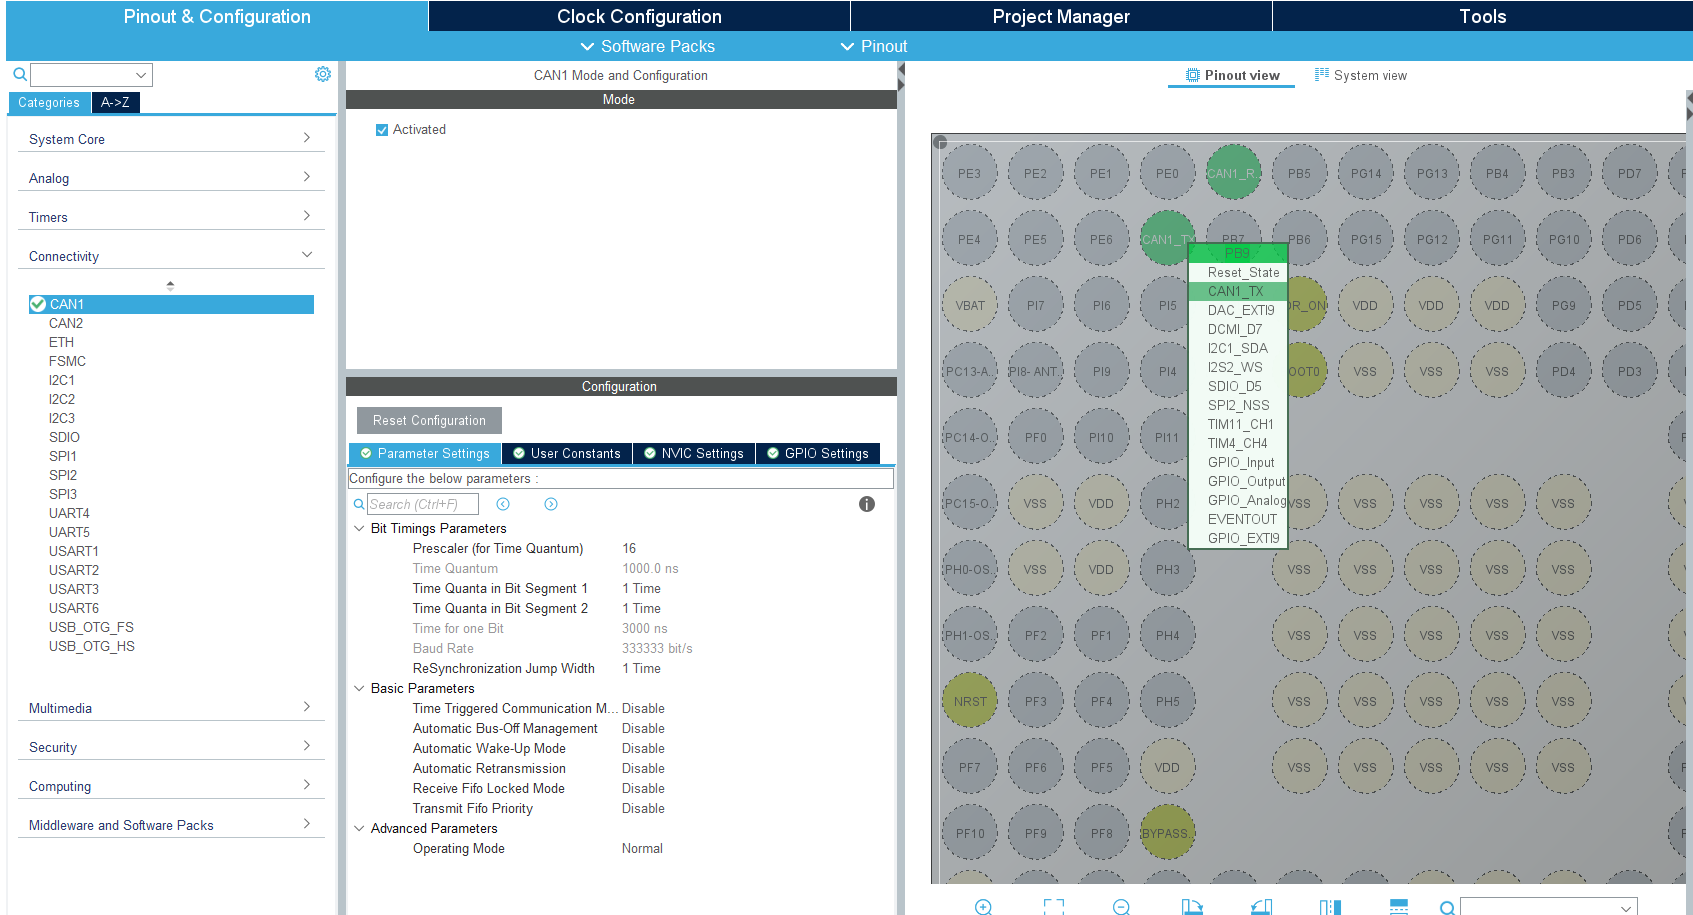 Pinout & Configuration
Clock Configuration
Project Manager
Tools
Software Packs
Pinout
Categories
A->Z
System Core
Analog
Timers
Connectivity
CAN1
CAN2
ETH
FSMC
I2C1
I2C2
I2C3
SDIO
SPI1
SPI2
SPI3
UART4
UART5
USART1
USART2
USART3
USART6
USB_OTG_FS
USB_OTG_HS
Multimedia
Security
Computing
Middleware and Software Packs
CAN1 Mode and Configuration
Mode
Activated
Configuration
Reset Configuration
Parameter Settings
User Constants
NVIC Settings
GPIO Settings
Configure the below parameters :
Search (Ctrl+F)
Bit Timings Parameters
Prescaler (for Time Quantum) 16
Time Quantum 1000.0 ns
Time Quanta in Bit Segment 1 1 Time
Time Quanta in Bit Segment 2 1 Time
Time for one Bit 3000 ns
Baud Rate 333333 bit/s
ReSynchronization Jump Width 1 Time
Basic Parameters
Time Triggered Communication M... Disable
Automatic Bus-Off Management Disable
Automatic Wake-Up Mode Disable
Automatic Retransmission Disable
Receive Fifo Locked Mode Disable
Transmit Fifo Priority Disable
Advanced Parameters
Operating Mode Normal
Pinout view
System view
PE3 PE2 PE1 PE0 CAN1_R.. PB5 PG14 PG13 PB4 PB3 PD7
PE4 PE5 PE6 CAN1_TX PB7 PB6 PG15 PG12 PG11 PG10 PD6
VBAT PI7 PI6 PI5 DR_ON VDD VDD VDD PG9 PD5
PC13-A.. PI8-ANT.. PI9 PI4 OOT0 VSS VSS VSS PD4 PD3
PC14-O.. PF0 PI10 PI11
PC15-O.. VSS VDD PH2 VSS VSS VSS VSS VSS
PH0-OS.. VSS VDD PH3 VSS VSS VSS VSS VSS
PH1-OS.. PF2 PF1 PH4 VSS VSS VSS VSS VSS
NRST PF3 PF4 PH5 VSS VSS VSS VSS VSS
PF7 PF6 PF5 VDD VSS VSS VSS VSS VSS
PF10 PF9 PF8 BYPASS..
PB9
Reset_State
CAN1_TX
DAC_EXTI9
DCMI_D7
I2C1_SDA
I2S2_WS
SDIO_D5
SPI2_NSS
TIM11_CH1
TIM4_CH4
GPIO_Input
GPIO_Output
GPIO_Analog
EVENTOUT
GPIO_EXTI9